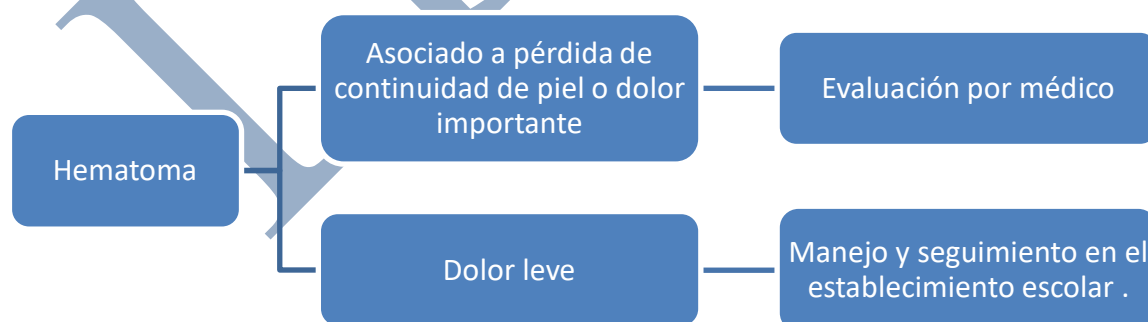 Hematoma
Asociado a pérdida de
continuidad de piel o dolor
importante
Evaluación por médico
Dolor leve
Manejo y seguimiento en el
establecimiento escolar .